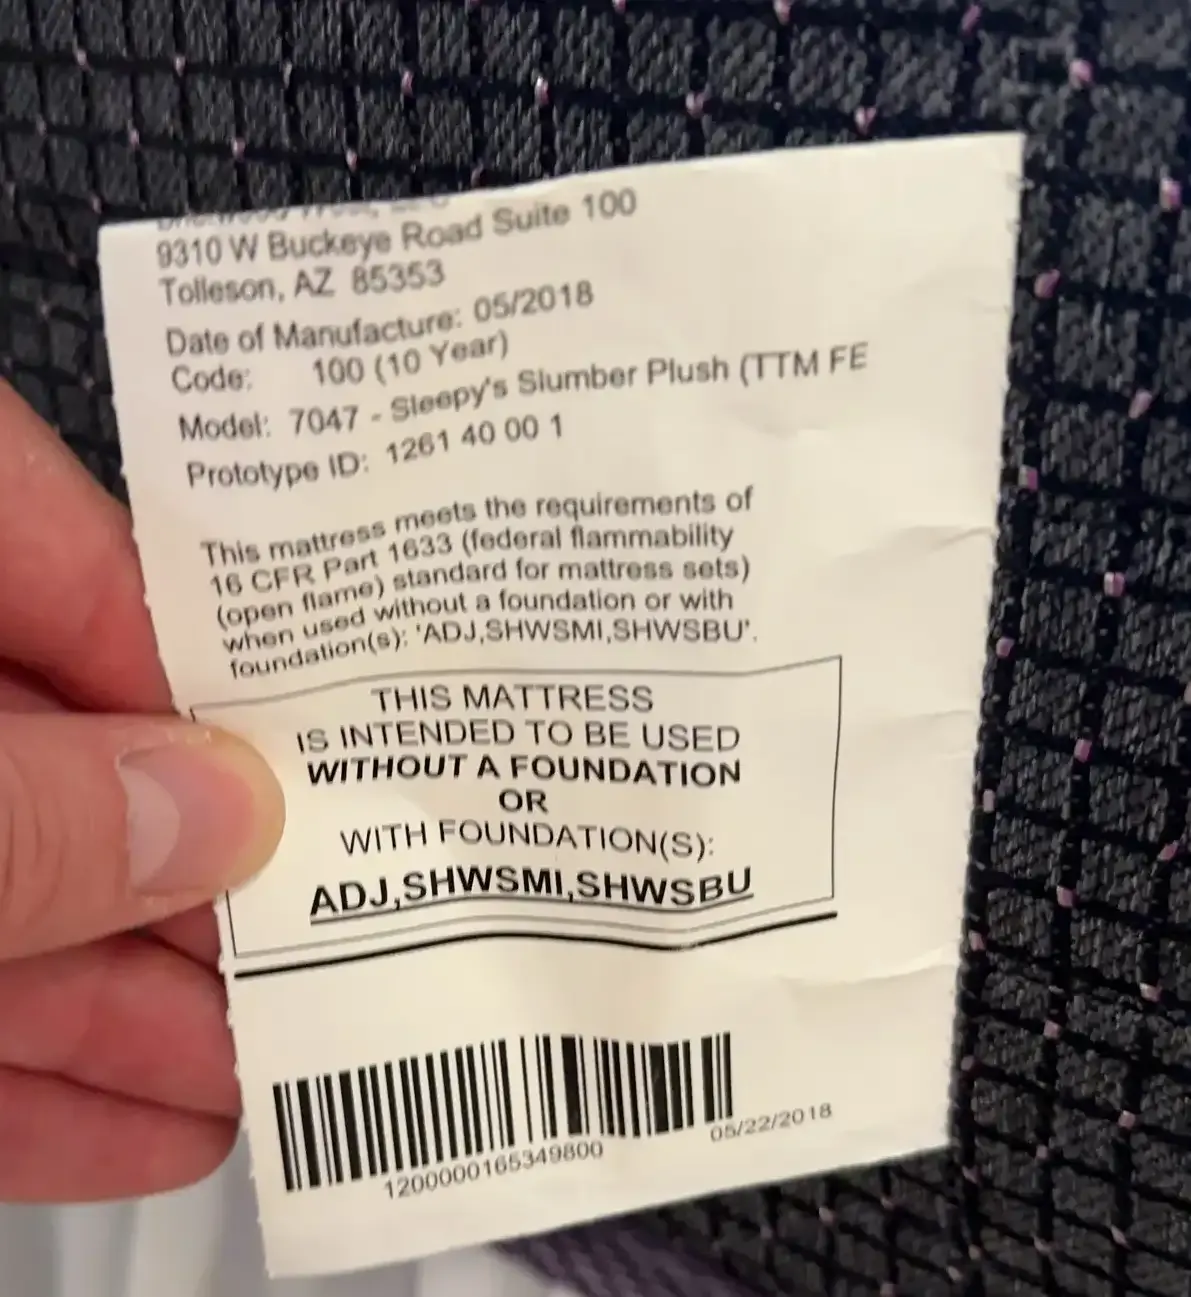 9310 W Buckeye Road Suite 100
Tolleson, AZ 85353
Date of Manufacture: 05/2018
Code: 100 (10 Year)
Model: 7047 - Sleepy's Slumber Plush (TTM FE
Prototype ID: 1261 40 00 1
This mattress meets the requirements of
16 CFR Part 1633 (federal flammability
(open flame) standard for mattress sets)
when used without a foundation or with
foundation(s): 'ADJ,SHWSMI,SHWSBU'.
THIS MATTRESS
IS INTENDED TO BE USED
WITHOUT A FOUNDATION
OR
WITH FOUNDATION(S):
ADJ,SHWSMI,SHWSBU
1200000165349800
05/22/2018